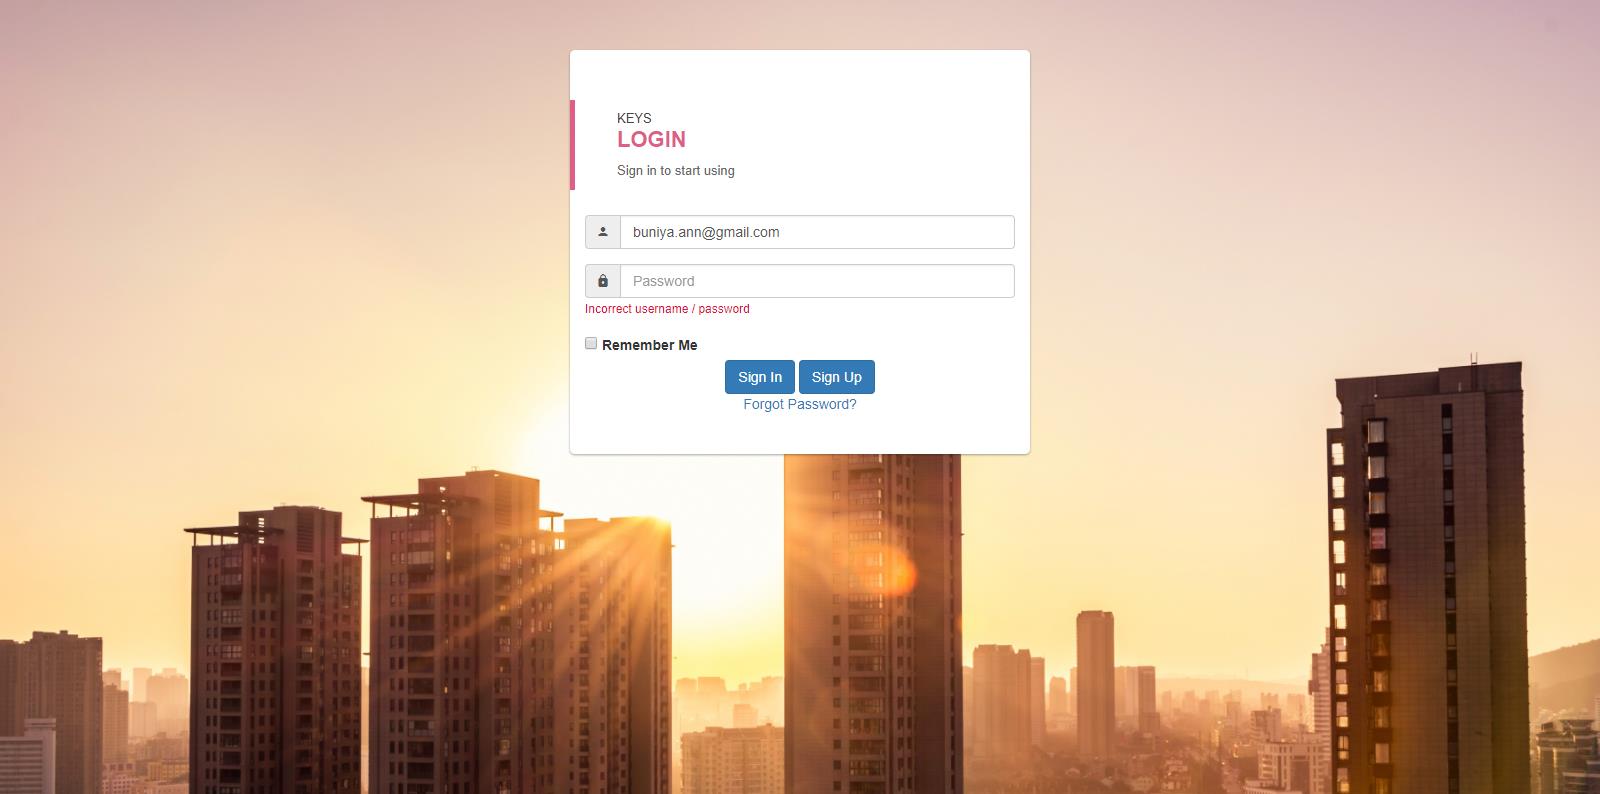 KEYS
LOGIN
Sign in to start using
buniya.ann@gmail.com
Password
Incorrect username / password
Remember Me
Sign In Sign Up
Forgot Password?